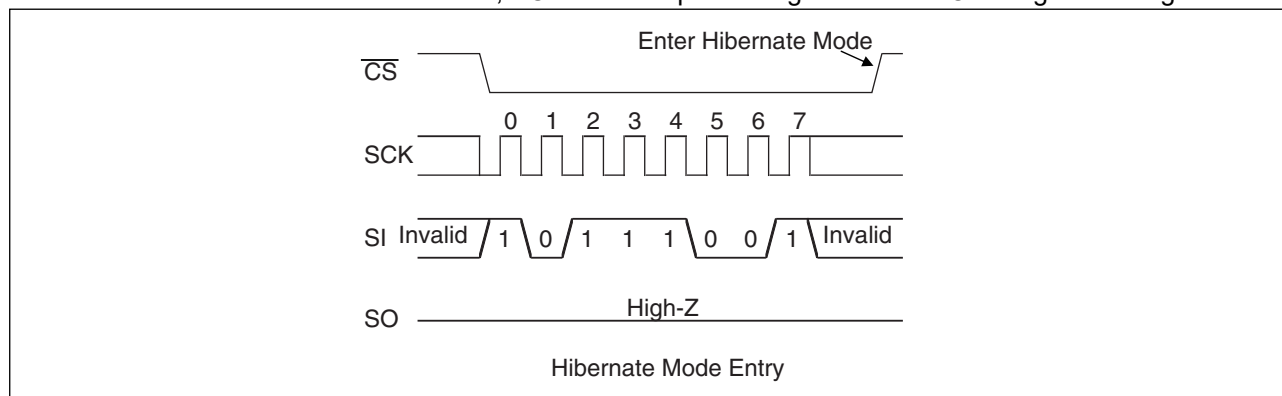 Enter Hibernate Mode
CS
0 1 2 3 4 5 6 7
SCK
SI Invalid 1 0 1 1 1 0 0 1 Invalid
High-Z
SO
Hibernate Mode Entry